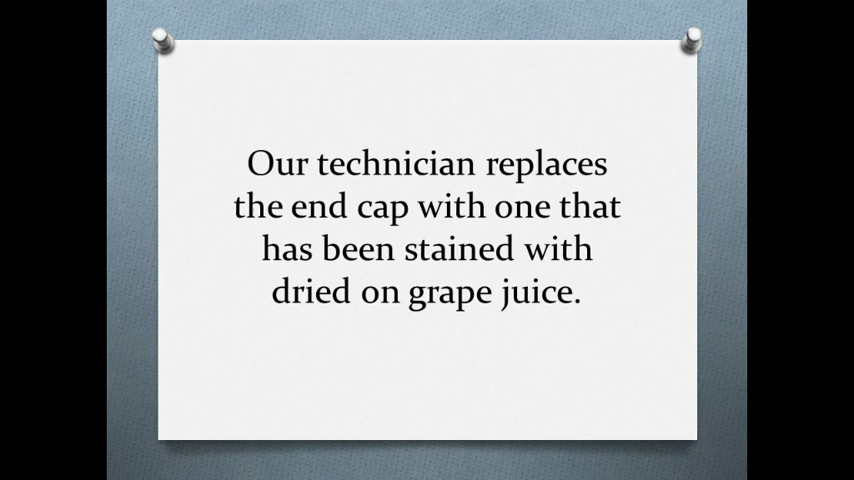 Our technician replaces
the end cap with one that
has been stained with
dried on grape juice.